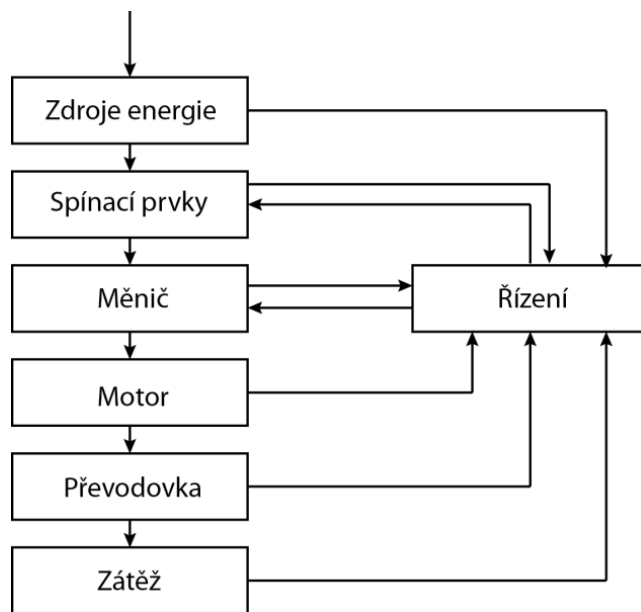 Zdroje energie
Spínací prvky
Měnič
Řízení
Motor
Převodovka
Zátěž